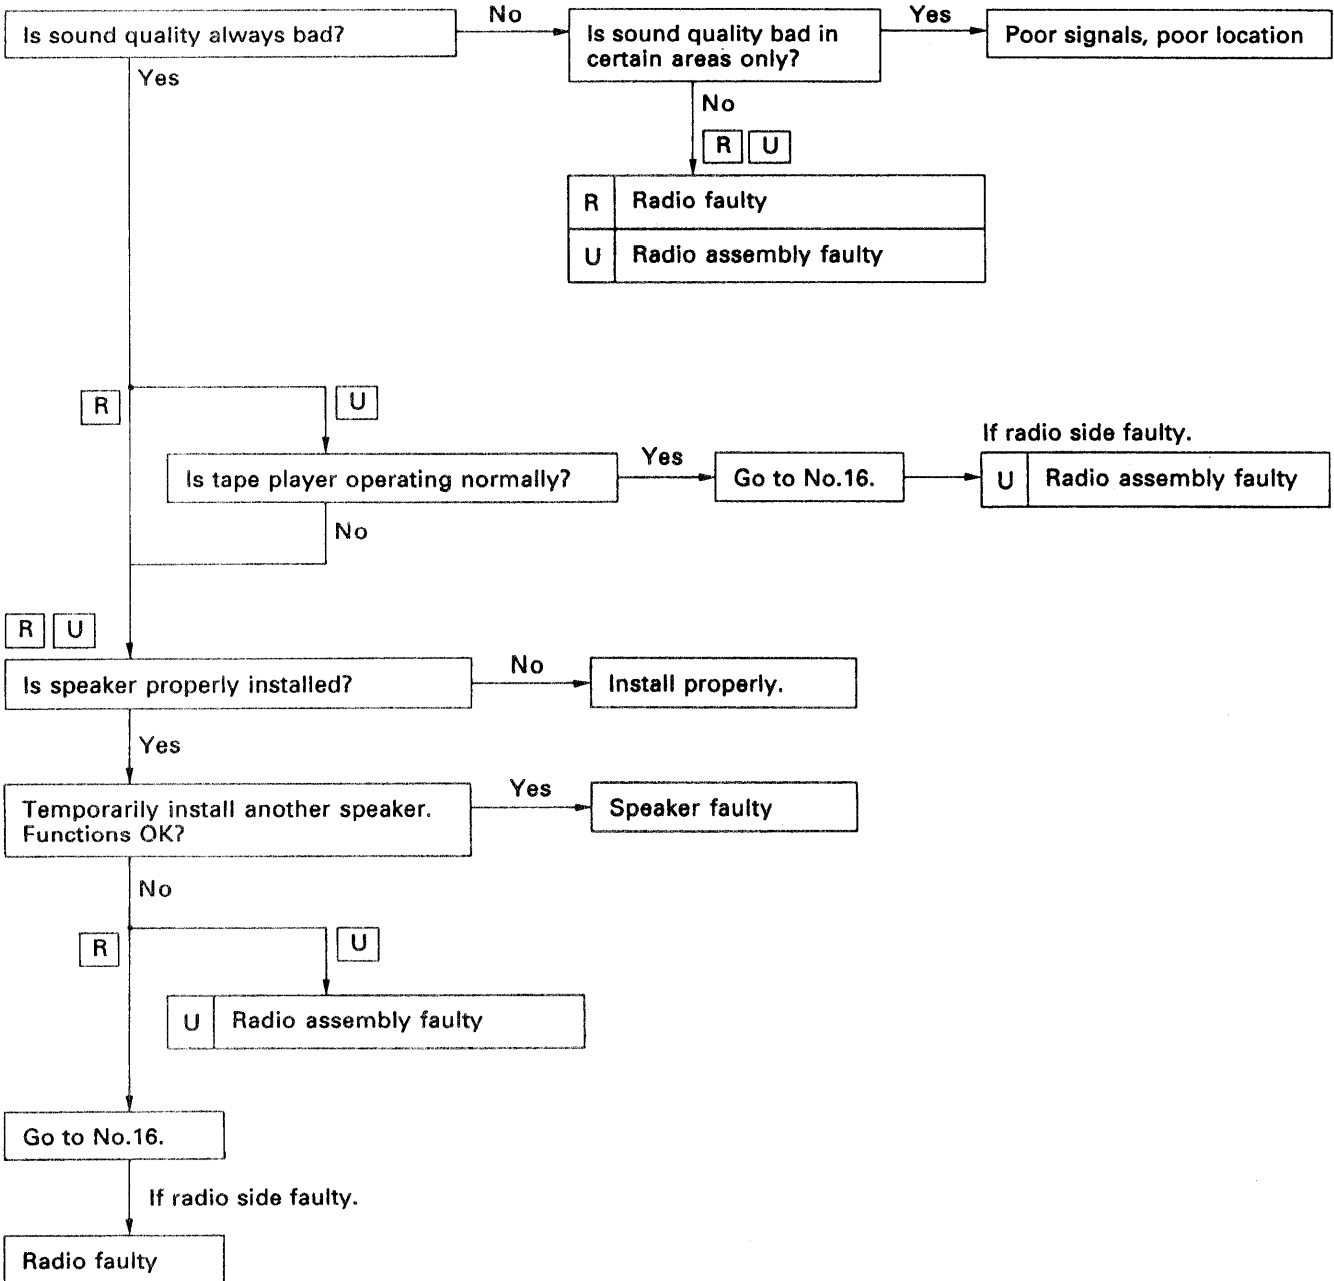 Is sound quality always bad?
No
Is sound quality bad in
certain areas only?
Yes
Poor signals, poor location
Yes
No
R U
R Radio faulty
U Radio assembly faulty
R
U
Is tape player operating normally?
Yes
Go to No.16.
If radio side faulty.
U Radio assembly faulty
No
R U
Is speaker properly installed?
No
Install properly.
Yes
Temporarily install another speaker.
Functions OK?
Yes
Speaker faulty
No
R
U
U Radio assembly faulty
Go to No.16.
If radio side faulty.
Radio faulty